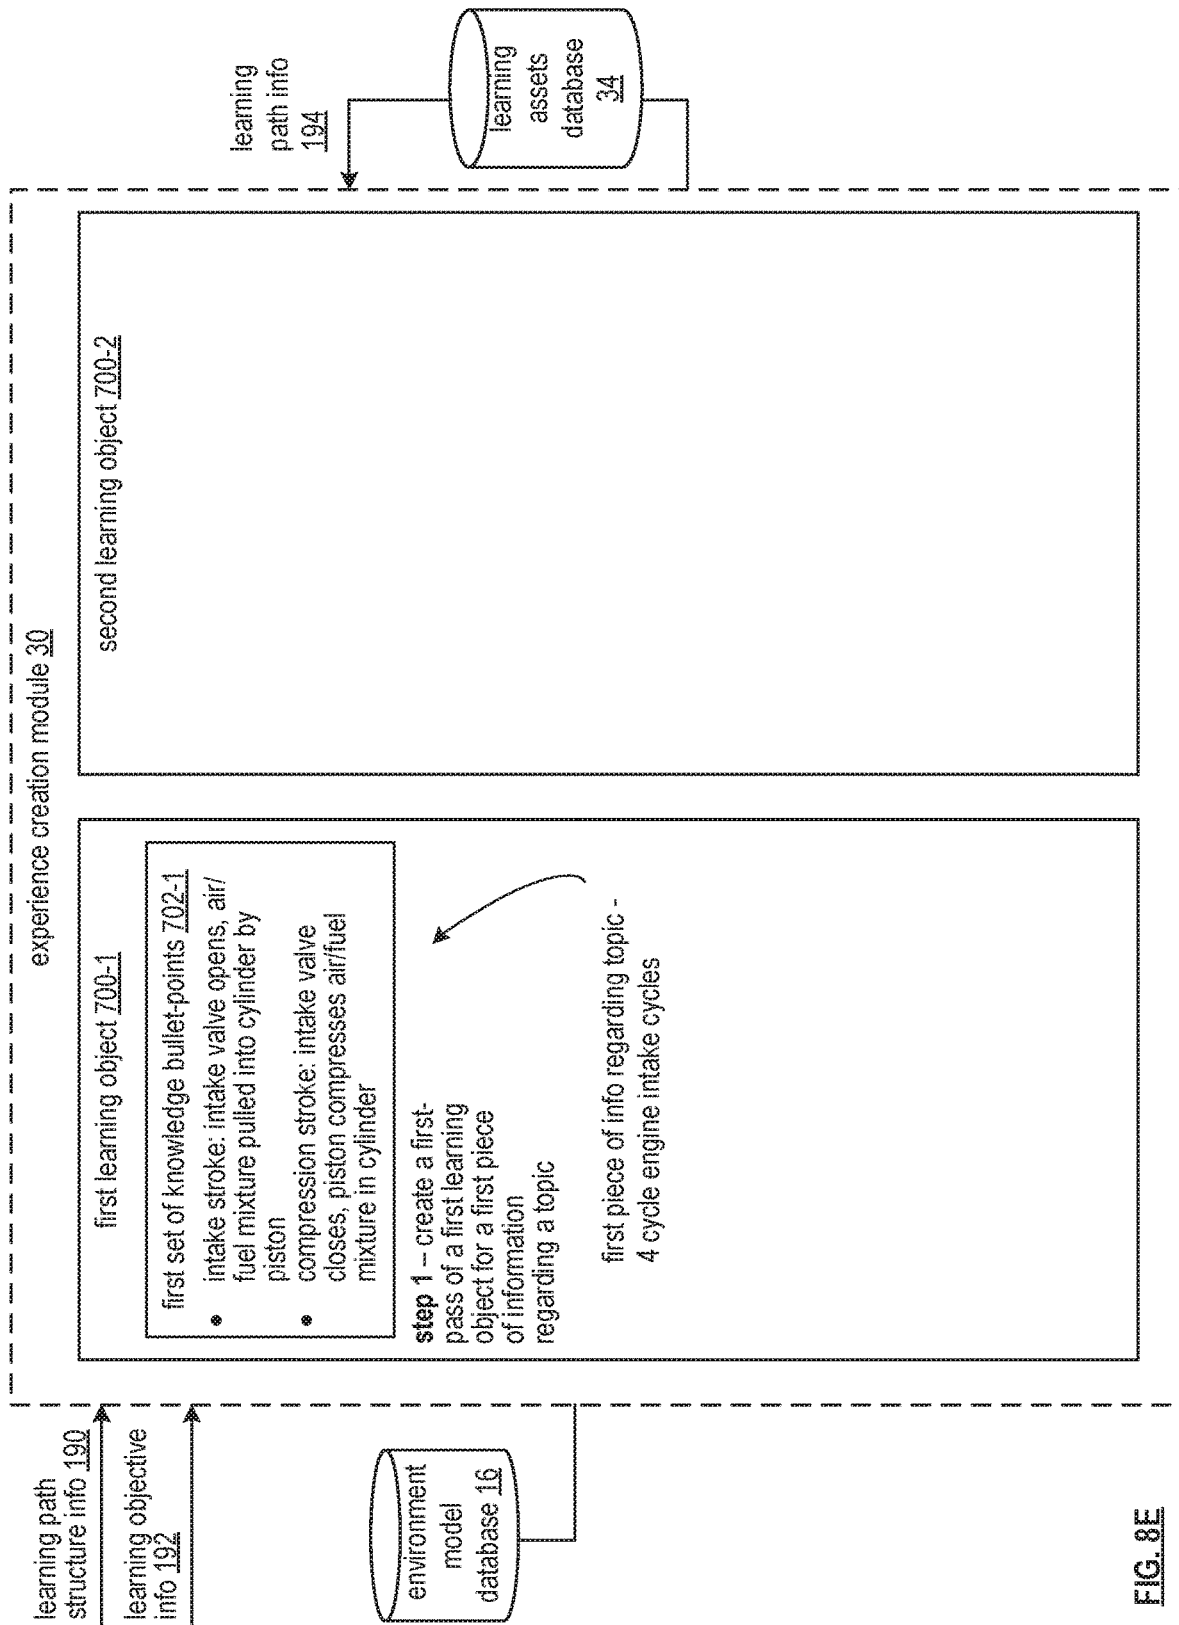 learning path
structure info 190
learning objective
info 192
environment
model
database 16
experience creation module 30
first learning object 700-1
first set of knowledge bullet-points 702-1
• intake stroke: intake valve opens, air/
fuel mixture pulled into cylinder by
piston
• compression stroke: intake valve
closes, piston compresses air/fuel
mixture in cylinder
step 1 – create a first-
pass of a first learning
object for a first piece
of information
regarding a topic
first piece of info regarding topic -
4 cycle engine intake cycles
second learning object 700-2
learning
path info
194
learning
assets
database
34
FIG. 8E